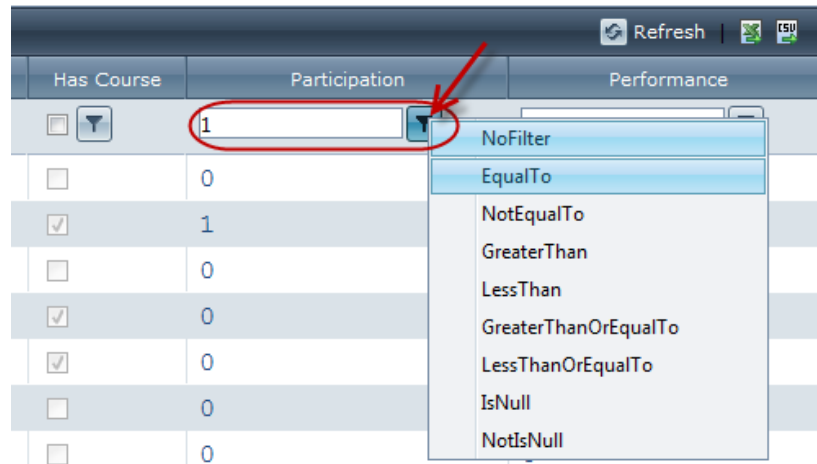 Refresh
CSV
Has Course
Participation
Performance
1
NoFilter
0
EqualTo
1
NotEqualTo
GreaterThan
0
LessThan
0
GreaterThanOrEqualTo
0
LessThanOrEqualTo
0
IsNull
0
NotIsNull